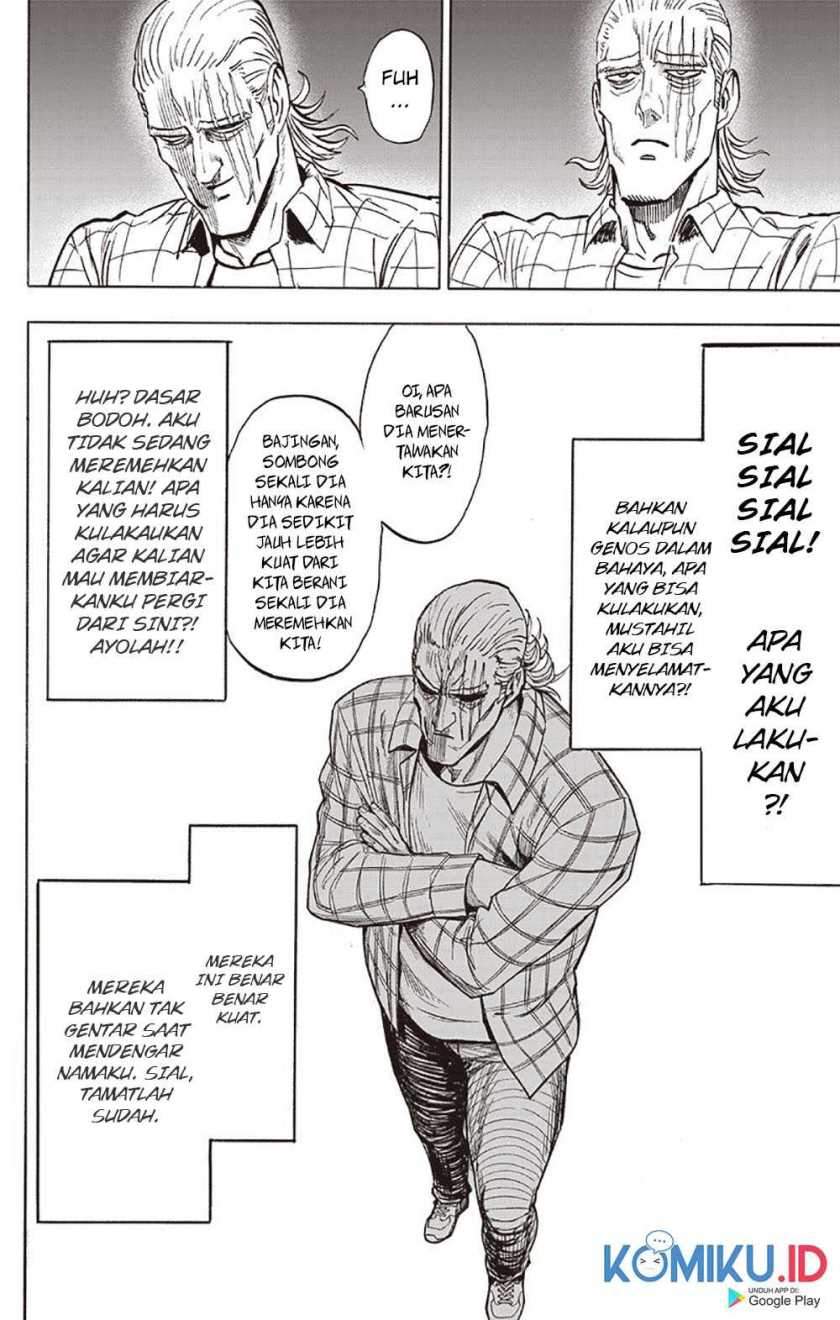 FUH
...
SIAL
SIAL
SIAL
SIAL!
APA
YANG
AKU
LAKU-
KAN
?!
BAHKAN
KALAUPUN
GENOS DALAM
BAHAYA, APA
YANG BISA
KULAKUKAN,
MUSTAHIL
AKU BISA
MENYELAMAT-
KANNYA?!
OI, APA
BARUSAN
DIA MENER-
TAWAKAN
KITA?!
BAJINGAN,
SOMBONG
SEKALI DIA
HANYA KARENA
DIA SEDIKIT
JAUH LEBIH
KUAT DARI
KITA BERANI
SEKALI DIA
MEREMEHKAN
KITA!
HUH? DASAR
BODOH. AKU
TIDAK SEDANG
MEREMEHKAN
KALIAN! APA
YANG HARUS
KULAKAUKAN
AGAR KALIAN
MAU MEMBIAR-
KANKU PERGI
DARI SINI?!
AYOLAH!!
MEREKA
INI BENAR
BENAR
KUAT.
MEREKA
BAHKAN TAK
GENTAR SAAT
MENDENGAR
NAMAKU. SIAL,
TAMATLAH
SUDAH.
KOMIKU.ID
UNDUH APP DI:
Google Play